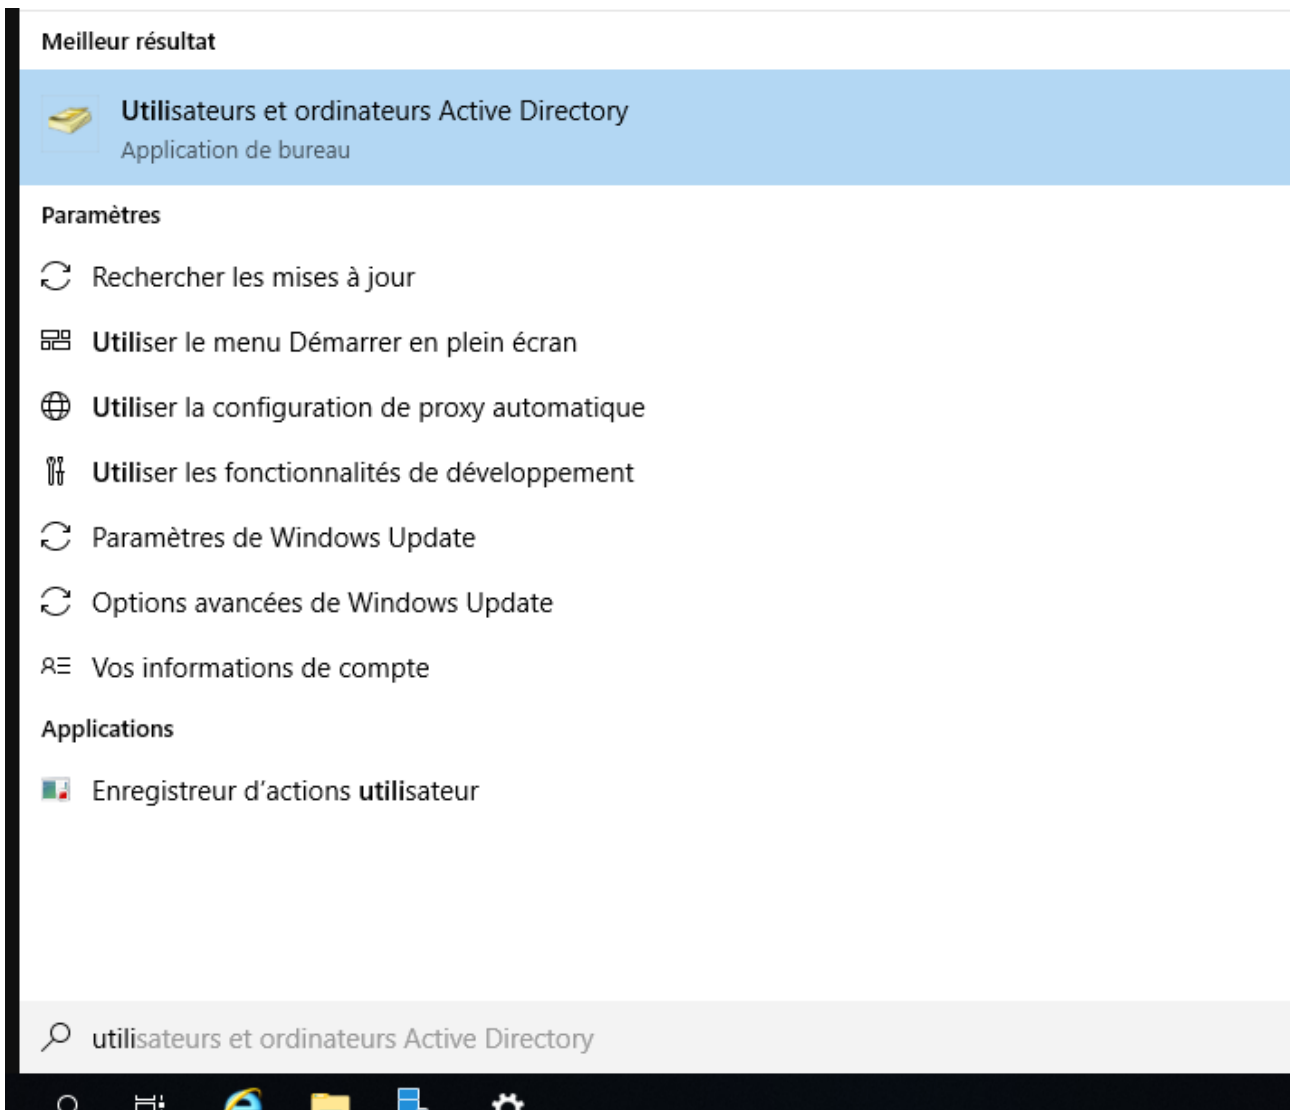 Meilleur résultat
Utilisateurs et ordinateurs Active Directory
Application de bureau
Paramètres
Rechercher les mises à jour
Utiliser le menu Démarrer en plein écran
Utiliser la configuration de proxy automatique
Utiliser les fonctionnalités de développement
Paramètres de Windows Update
Options avancées de Windows Update
Vos informations de compte
Applications
Enregistreur d’actions utilisateur
utilisateurs et ordinateurs Active Directory